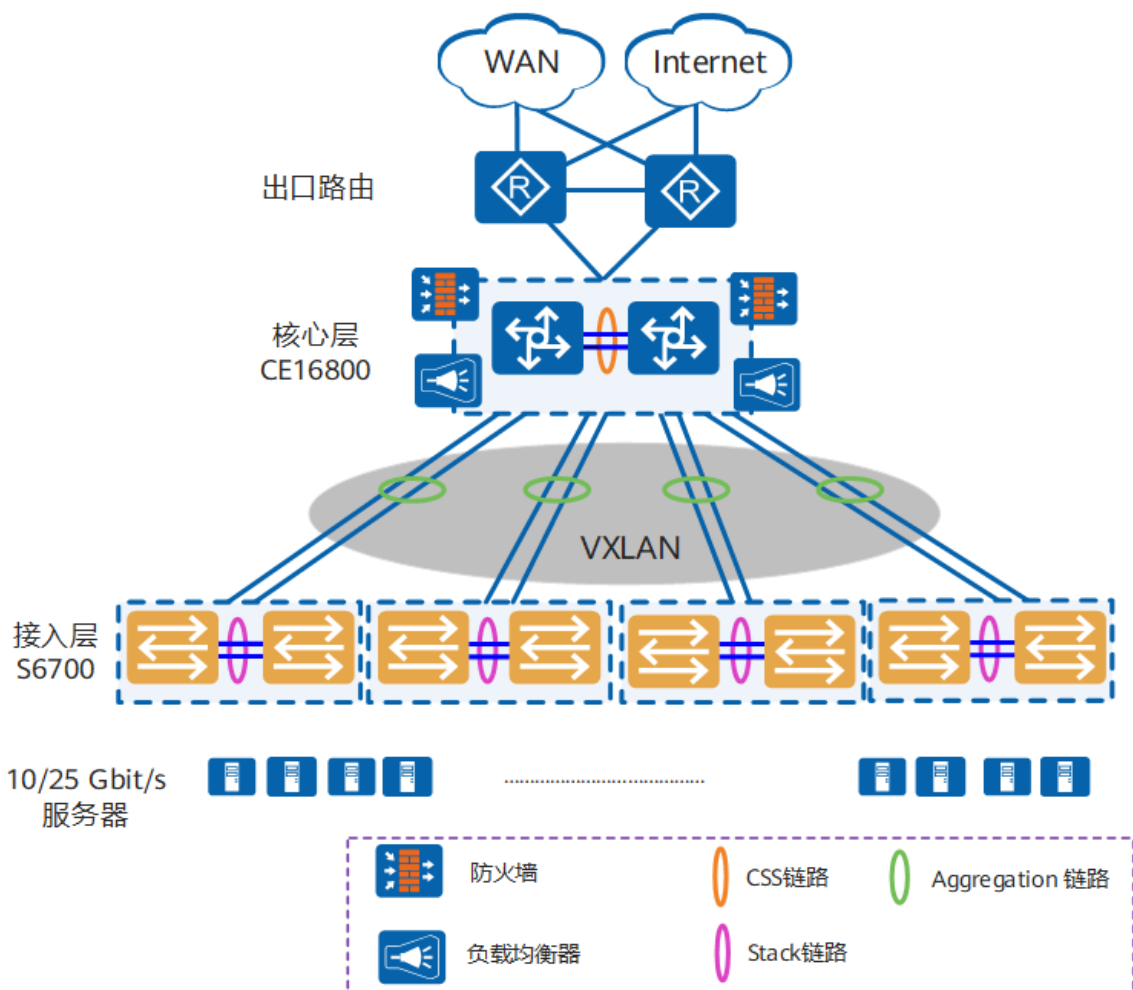 WAN
Internet
出口路由
R
R
核心层
CE16800
VXLAN
接入层
S6700
10/25 Gbit/s
服务器
防火墙
CSS链路
Aggregation 链路
负载均衡器
Stack链路